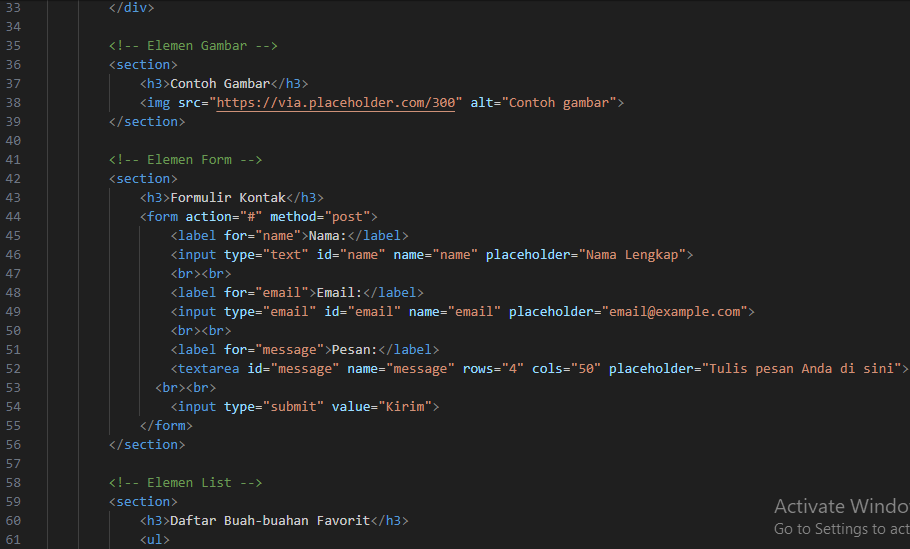 33 </div>
34
35 <!-- Elemen Gambar -->
36 <section>
37 <h3>Contoh Gambar</h3>
38 <img src="https://via.placeholder.com/300" alt="Contoh gambar">
39 </section>
40
41 <!-- Elemen Form -->
42 <section>
43 <h3>Formulir Kontak</h3>
44 <form action="#" method="post">
45 <label for="name">Nama:</label>
46 <input type="text" id="name" name="name" placeholder="Nama Lengkap">
47 <br><br>
48 <label for="email">Email:</label>
49 <input type="email" id="email" name="email" placeholder="email@example.com">
50 <br><br>
51 <label for="message">Pesan:</label>
52 <textarea id="message" name="message" rows="4" cols="50" placeholder="Tulis pesan Anda di sini">
53 <br><br>
54 <input type="submit" value="Kirim">
55 </form>
56 </section>
57
58 <!-- Elemen List -->
59 <section>
60 <h3>Daftar Buah-buahan Favorit</h3>
61 <ul>
Activate Windo
Go to Settings to act